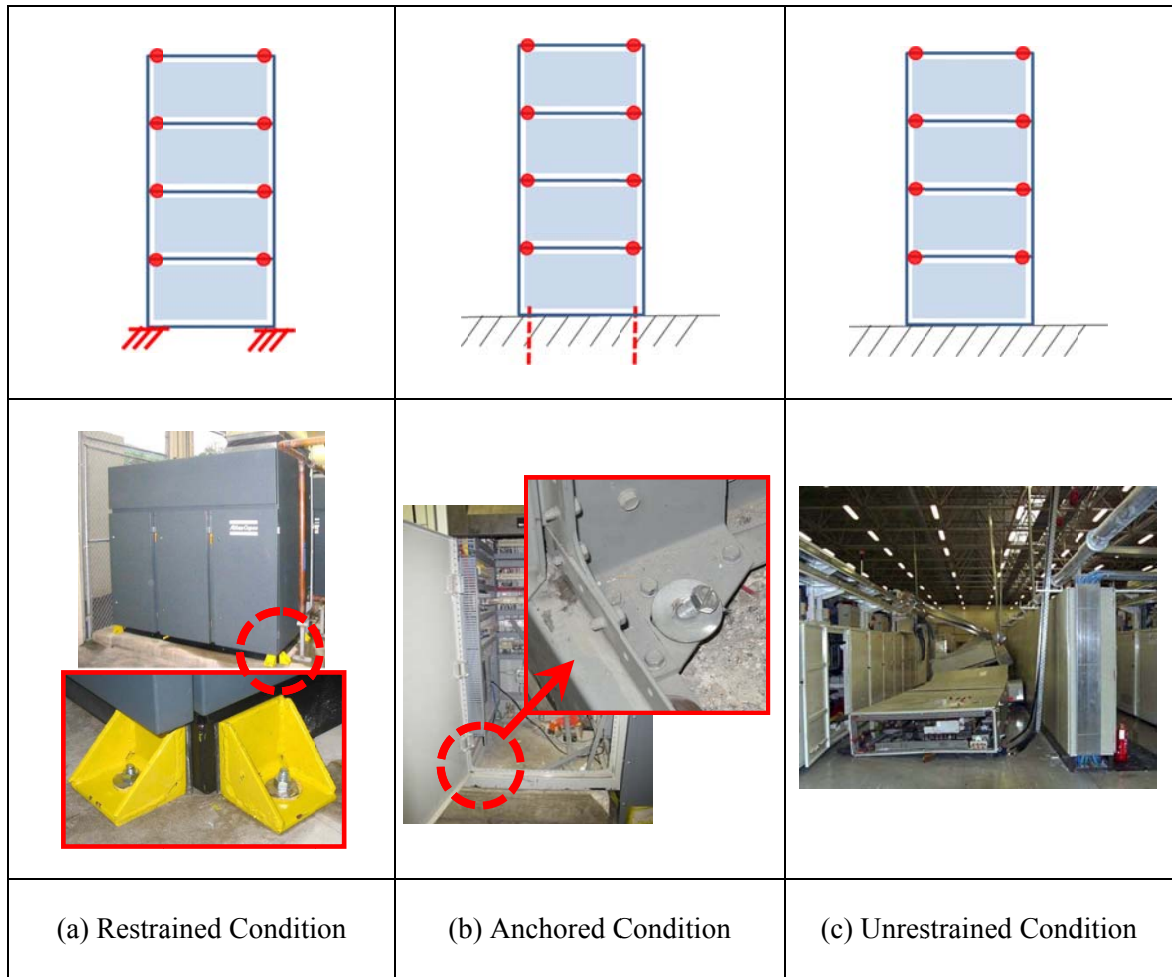 (a) Restrained Condition
(b) Anchored Condition
(c) Unrestrained Condition